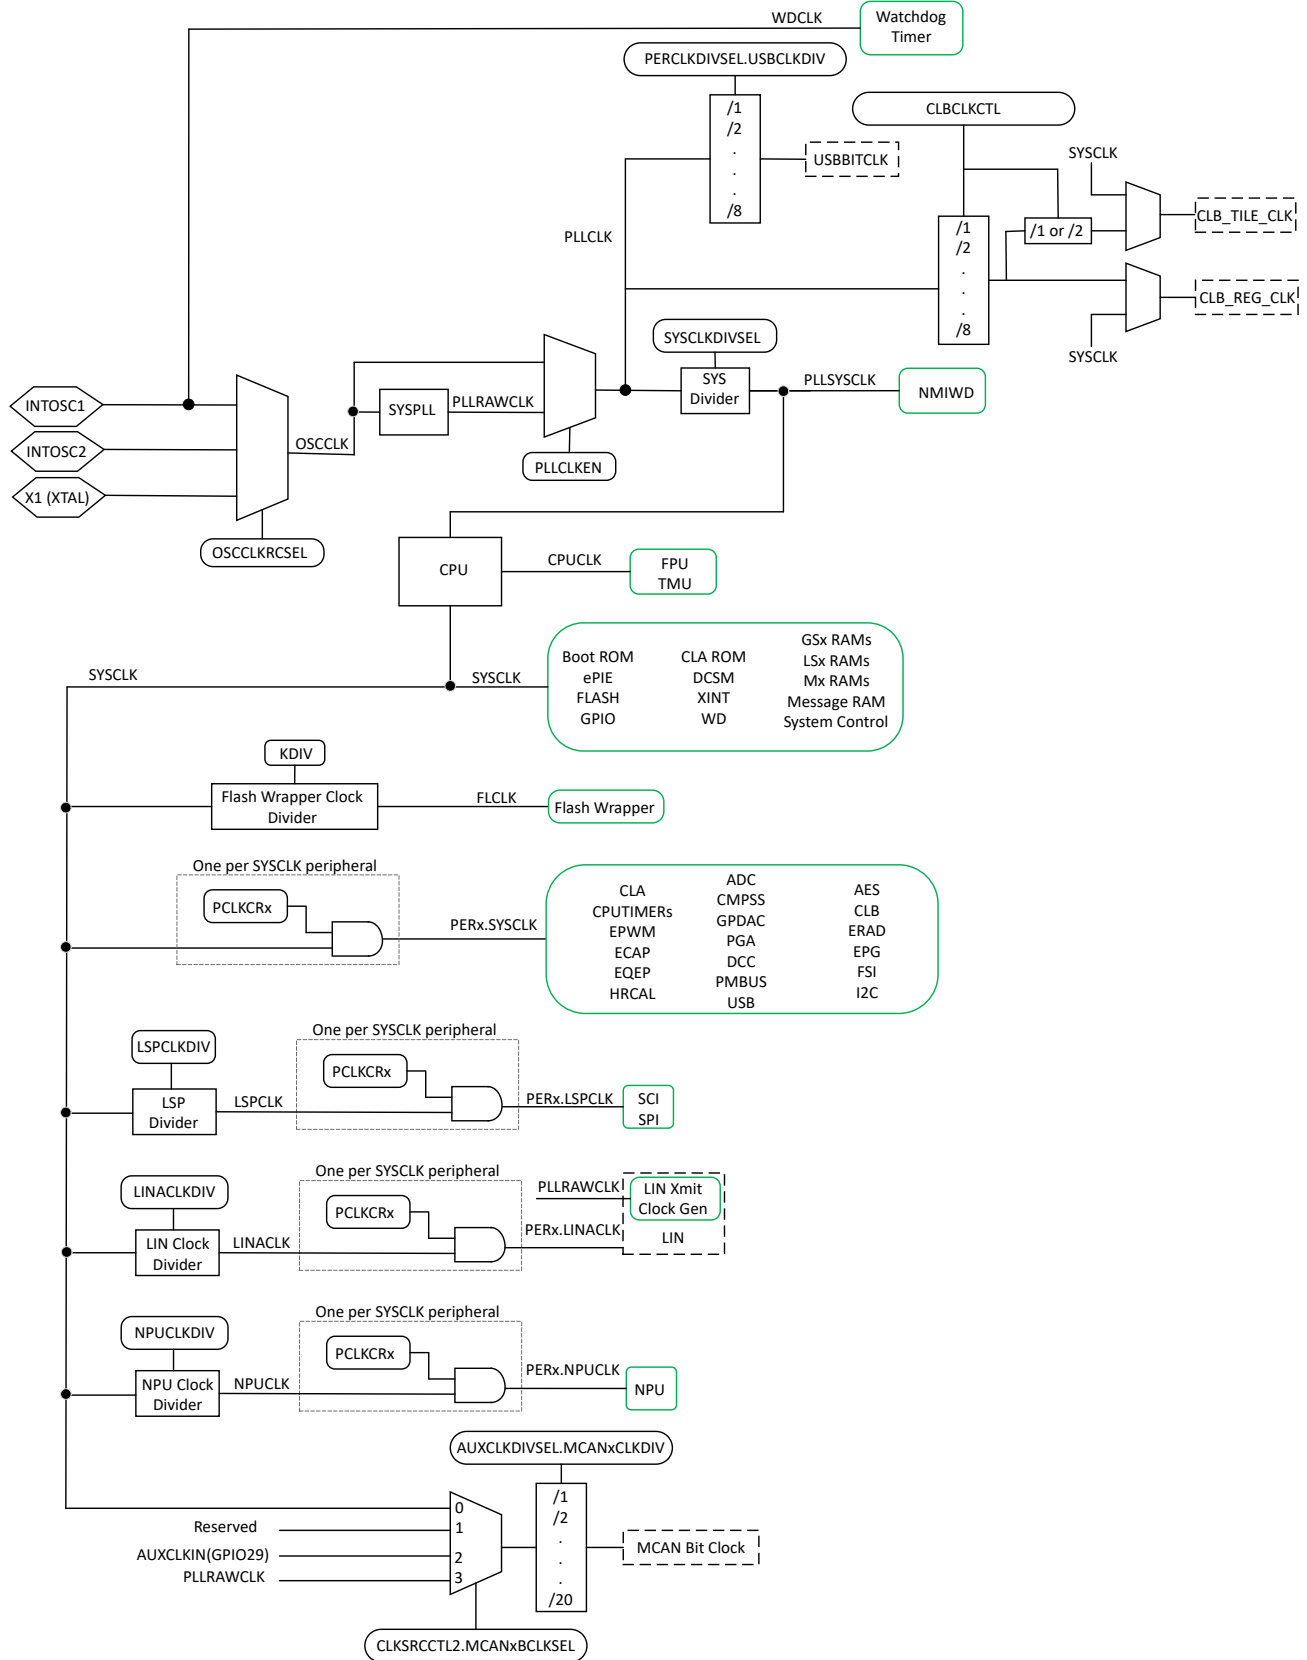 WDCLK
Watchdog
Timer
PERCLKDIVSEL.USBCLKDIV
/1
/2
.
.
.
/8
USBBITCLK
CLBCLKCTL
SYSCLK
CLB_TILE_CLK
/1 or /2
/1
/2
.
.
.
/8
CLB_REG_CLK
SYSCLK
PLLCLK
SYSCLKDIVSEL
SYS
Divider
PLLSYSCLK
NMIWD
INTOSC1
INTOSC2
X1 (XTAL)
OSCCLK
OSCCLKRCSEL
SYSPLL
PLLRAWCLK
PLLCLKEN
CPU
CPUCLK
FPU
TMU
SYSCLK
SYSCLK
Boot ROM
ePIE
FLASH
GPIO
CLA ROM
DCSM
XINT
WD
GSx RAMs
LSx RAMs
Mx RAMs
Message RAM
System Control
KDIV
Flash Wrapper Clock
Divider
FLCLK
Flash Wrapper
One per SYSCLK peripheral
PCLKCRx
PERx.SYSCLK
CLA
CPUTIMERs
EPWM
ECAP
EQEP
HRCAL
ADC
CMPSS
GPDAC
PGA
DCC
PMBUS
USB
AES
CLB
ERAD
EPG
FSI
I2C
LSPCLKDIV
LSP
Divider
LSPCLK
One per SYSCLK peripheral
PCLKCRx
PERx.LSPCLK
SCI
SPI
LINACLKDIV
LIN Clock
Divider
LINACLK
One per SYSCLK peripheral
PCLKCRx
PLLRAWCLK
PERx.LINACLK
LIN Xmit
Clock Gen
LIN
NPUCLKDIV
NPU Clock
Divider
NPUCLK
One per SYSCLK peripheral
PCLKCRx
PERx.NPUCLK
NPU
AUXCLKDIVSEL.MCANxCLKDIV
0
Reserved
1
AUXCLKIN(GPIO29)
2
PLLRAWCLK
3
/1
/2
.
.
.
/20
MCAN Bit Clock
CLKSRCCTL2.MCANxBCLKSEL